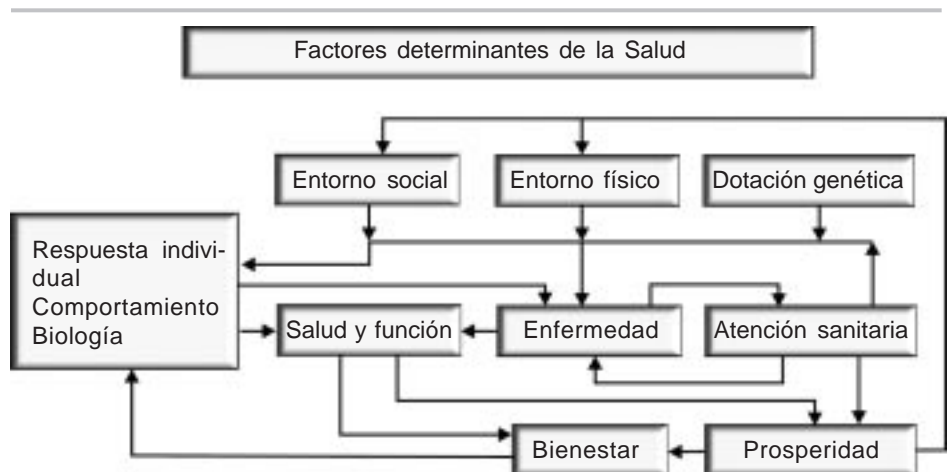 Factores determinantes de la Salud
Entorno social
Entorno físico
Dotación genética
Respuesta indivi-
dual
Comportamiento
Biología
Salud y función
Enfermedad
Atención sanitaria
Bienestar
Prosperidad